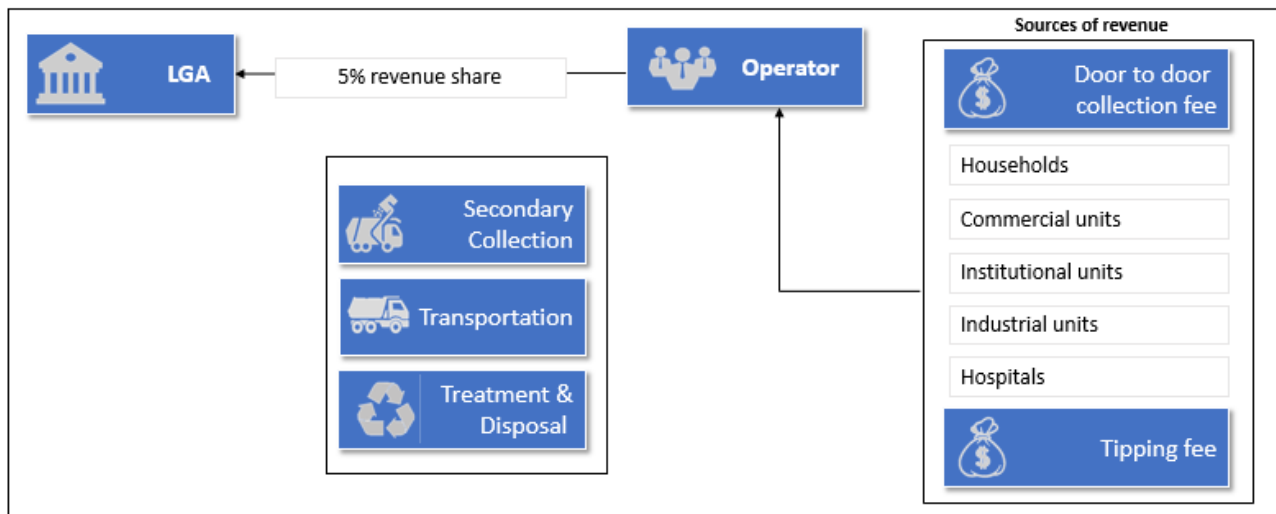 Sources of revenue
LGA
5% revenue share
Operator
Door to door
collection fee
Households
Commercial units
Institutional units
Industrial units
Hospitals
Tipping fee
Secondary
Collection
Transportation
Treatment &
Disposal